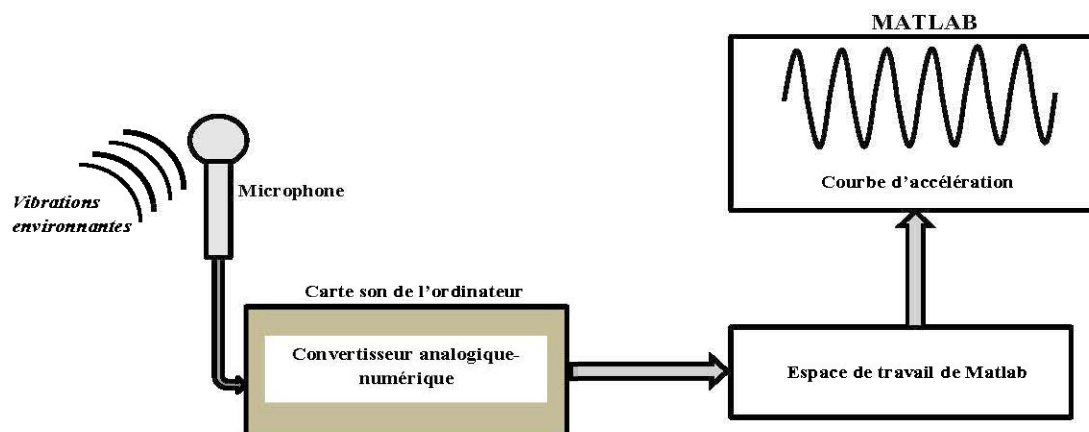 MATLAB
Courbe d'accélération
Microphone
Vibrations
environnantes
Carte son de l'ordinateur
Convertisseur analogique-
numérique
Espace de travail de Matlab